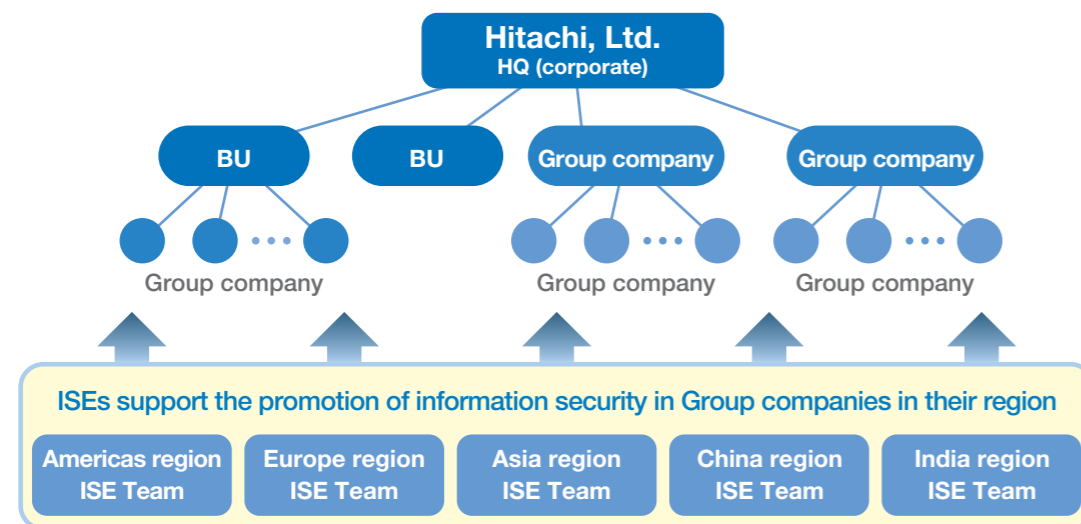 Hitachi, Ltd.
HQ (corporate)
BU
BU
Group company
Group company
Group company
Group company
Group company
ISEs support the promotion of information security in Group companies in their region
Americas region
ISE Team
Europe region
ISE Team
Asia region
ISE Team
China region
ISE Team
India region
ISE Team